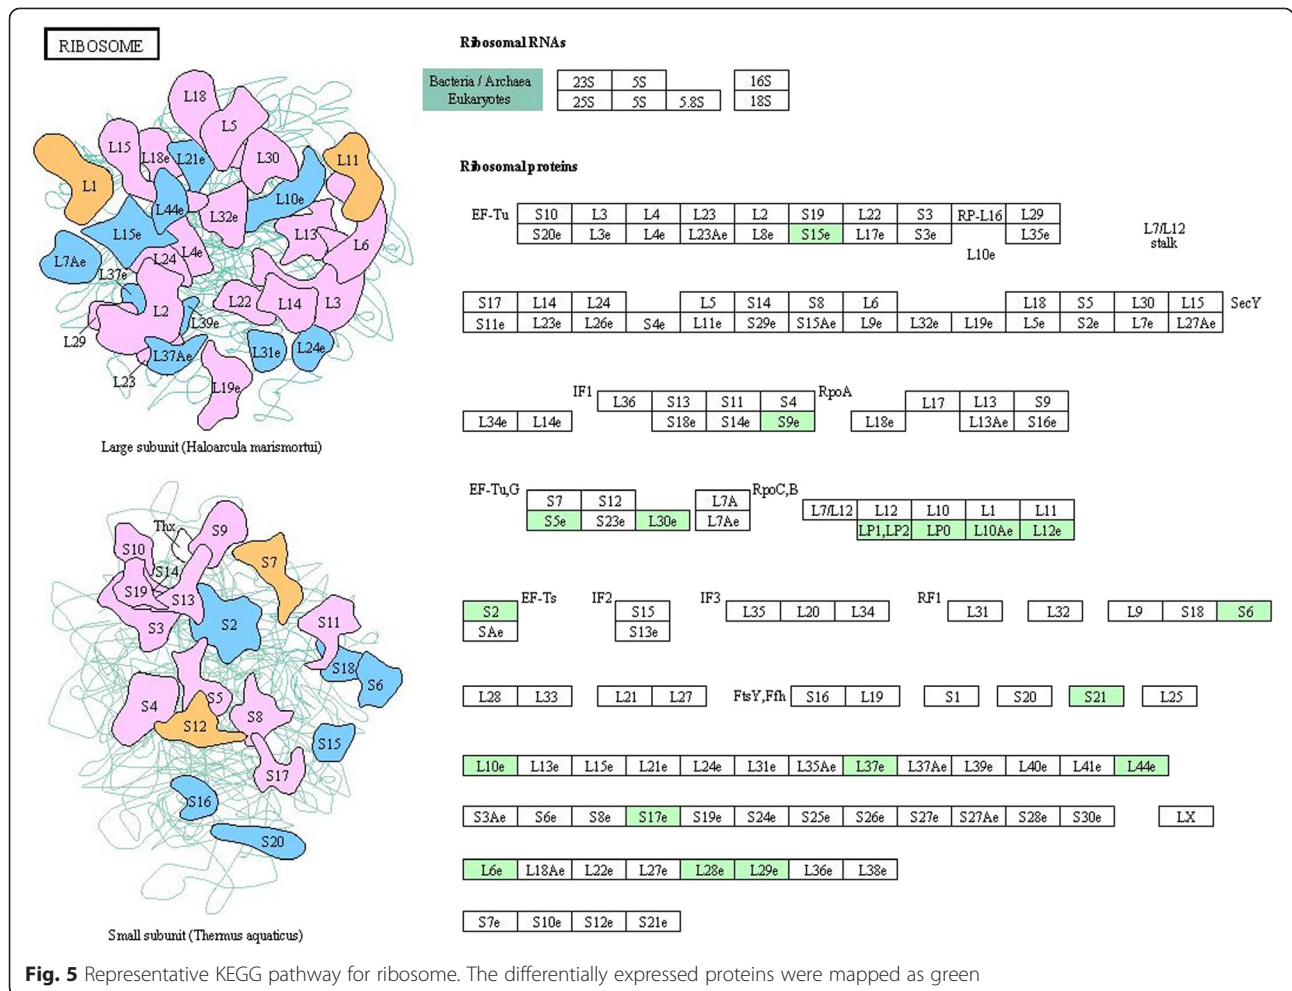 RIBOSOME
L18
L5
L15
L18e
L21e
L30
L11
L1
L44e
L10e
L32e
L15e
L13
L6
L7Ae
L24
L4e
L37e
L2
L22
L14
L3
L39e
L29
L37Ae
L31e
L24e
L23
L19e
Large subunit (Haloarcula marismortui)
Thx
S9
S10
S14
S7
S19
S13
S3
S2
S11
S18
S6
S4
S5
S12
S8
S15
S17
S16
S20
Small subunit (Thermus aquaticus)
Ribosomal RNAs
Bacteria / Archaea 23S 5S 16S
Eukaryotes 25S 5S 5.8S 18S
Ribosomal proteins
EF-Tu S10 L3 L4 L23 L2 S19 L22 S3 RP-L16 L29
S20e L3e L4e L23Ae L8e S15e L17e S3e L35e
L10e
L7/L12
stalk
S17 L14 L24 L5 S14 S8 L6 L18 S5 L30 L15 SecY
S11e L23e L26e S4e L11e S29e S15Ae L9e L32e L19e L5e S2e L7e L27Ae
IF1 L36 S13 S11 S4 RpoA L17 L13 S9
L34e L14e S18e S14e S9e L18e L13Ae S16e
EF-Tu,G S7 S12 L7A RpoC,B L7/L12 L12 L10 L1 L11
S5e S23e L30e L7Ae LP1,LP2 LP0 L10Ae L12e
S2 EF-Ts IF2 S15 IF3 L35 L20 L34 RF1 L31 L32 L9 S18 S6
SAe S13e
L28 L33 L21 L27 FtsY,Ffh S16 L19 S1 S20 S21 L25
L10e L13e L15e L21e L24e L31e L35Ae L37e L37Ae L39e L40e L41e L44e
S3Ae S6e S8e S17e S19e S24e S25e S26e S27e S27Ae S28e S30e LX
L6e L18Ae L22e L27e L28e L29e L36e L38e
S7e S10e S12e S21e
Fig. 5 Representative KEGG pathway for ribosome. The differentially expressed proteins were mapped as green